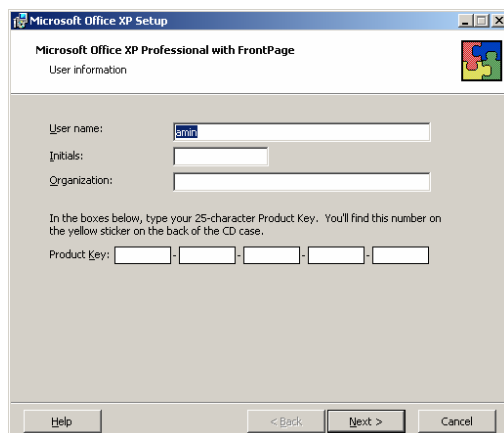 Microsoft Office XP Setup
Microsoft Office XP Professional with FrontPage
User information
User name: amin
Initials:
Organization:
In the boxes below, type your 25-character Product Key. You'll find this number on
the yellow sticker on the back of the CD case.
Product Key: - - - -
Help < Back Next > Cancel